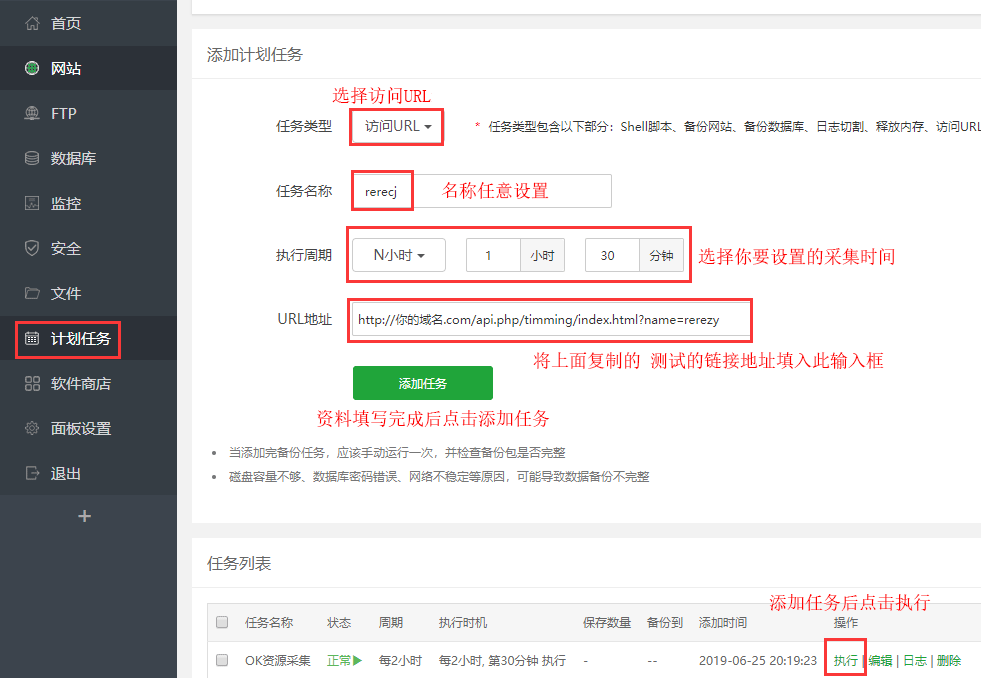 首页
网站
FTP
数据库
监控
安全
文件
计划任务
软件商店
面板设置
退出
+
添加计划任务
选择访问URL
任务类型 访问URL * 任务类型包含以下部分：Shell脚本、备份网站、备份数据库、日志切割、释放内存、访问URL
任务名称 rerecj 名称任意设置
执行周期 N小时 1 小时 30 分钟 选择你要设置的采集时间
URL地址 http://你的域名.com/api.php/timming/index.html?name=rerezy
将上面复制的 测试的链接地址填入此输入框
添加任务
资料填写完成后点击添加任务
当添加完备份任务，应该手动运行一次，并检查备份包是否完整
磁盘容量不够、数据库密码错误、网络不稳定等原因，可能导致数据备份不完整
任务列表
添加任务后点击执行
任务名称 状态 周期 执行时机 保存数量 备份到 添加时间 操作
OK资源采集 正常 每2小时 每2小时, 第30分钟 执行 - -- 2019-06-25 20:19:23 执行 | 编辑 | 日志 | 删除